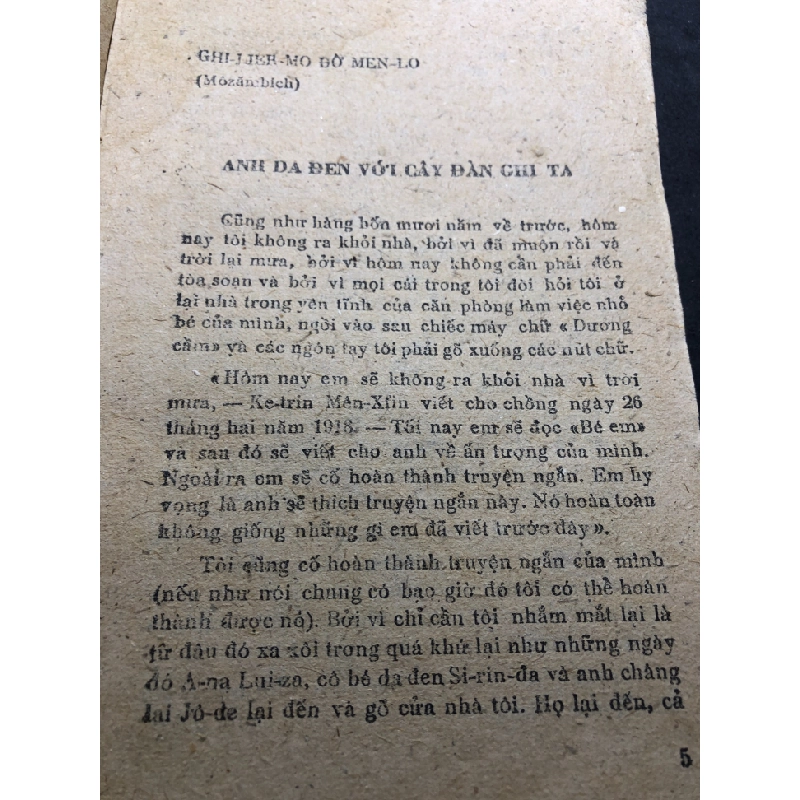 GHI-LJER-MO ĐỜ MEN-LO
(Môzăm-bich)
ANH DA ĐEN VỚI CÂY ĐÀN GHI TA
Cũng như hàng bốn mươi năm về trước, hôm
nay tôi không ra khỏi nhà, bởi vì đã muộn rồi và
trời lại mưa, bởi vì hôm nay không cần phải đến
tòa soạn và bởi vì mọi cái trong tôi đòi hỏi tôi ở
lại nhà trong yên tĩnh của căn phòng làm việc nhỏ
bé của mình, ngồi vào sau chiếc máy chữ « Dương
cầm» và các ngón tay tôi phải gõ xuống các nút chữ.
«Hôm nay em sẽ không ra khỏi nhà vì trời
mưa, — Ke-trin Mên-Xfin viết cho chồng ngày 26
tháng hai năm 1918. — Tối nay em sẽ đọc «Bé em»
và sau đó sẽ viết cho anh về ấn tượng của mình.
Ngoài ra em sẽ cố hoàn thành truyện ngắn. Em hy
vọng là anh sẽ thích truyện ngắn này. Nó hoàn toàn
không giống những gì em đã viết trước đây».
Tôi cũng cố hoàn thành truyện ngắn của mình
(nếu như nói chung có bao giờ đó tôi có thể hoàn
thành được nó). Bởi vì chỉ cần tôi nhắm mắt lại là
từ đâu đó xa xôi trong quá khứ lại như những ngày
đó A-na Lui-za, cô bé da đen Si-rin-đa và anh chàng
lai Jô-de lại đến và gõ cửa nhà tôi. Họ lại đến, cả
5